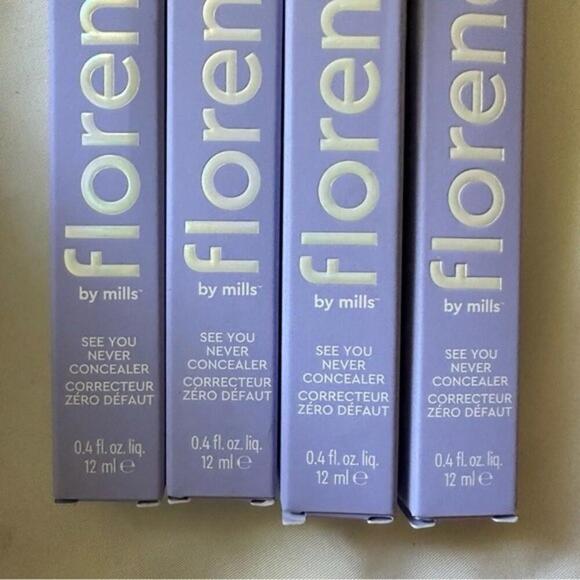 floren
by mills™
SEE YOU
NEVER
CONCEALER
CORRECTEUR
ZÉRO DÉFAUT
0.4 fl. oz. liq.
12 ml ℮
floren
by mills™
SEE YOU
NEVER
CONCEALER
CORRECTEUR
ZÉRO DÉFAUT
0.4 fl. oz. liq.
12 ml ℮
floren
by mills™
SEE YOU
NEVER
CONCEALER
CORRECTEUR
ZÉRO DÉFAUT
0.4 fl. oz. liq.
12 ml ℮
florenc
by mills™
SEE YOU
NEVER
CONCEALER
CORRECTEUR
ZÉRO DÉFAUT
0.4 fl. oz. liq.
12 ml ℮